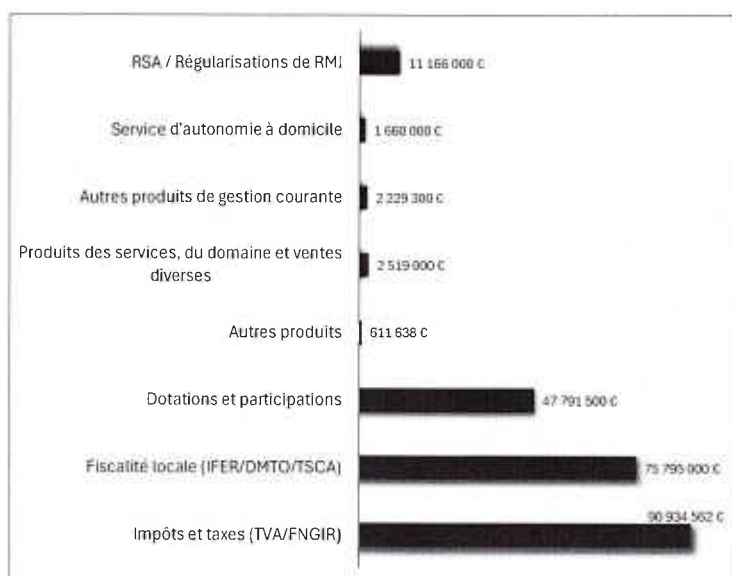 RSA / Régularisations de RMI
11 166 000 €
Service d'autonomie à domicile
1 660 000 €
Autres produits de gestion courante
2 229 300 €
Produits des services, du domaine et ventes
diverses
2 519 000 €
Autres produits
611 638 €
Dotations et participations
47 791 500 €
Fiscalité locale (IFER/DMTO/TSCA)
75 795 000 €
Impôts et taxes (TVA/FNGIR)
90 934 562 €